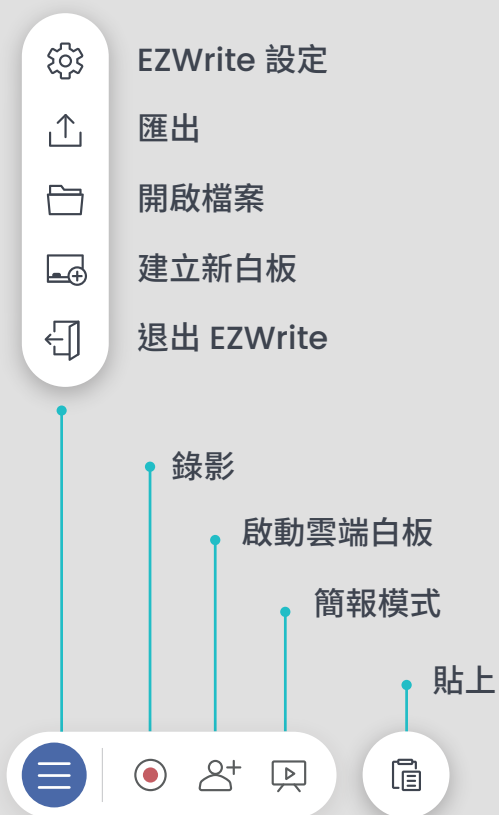 EZWrite 設定
匯出
開啟檔案
建立新白板
退出 EZWrite
錄影
啟動雲端白板
簡報模式
貼上